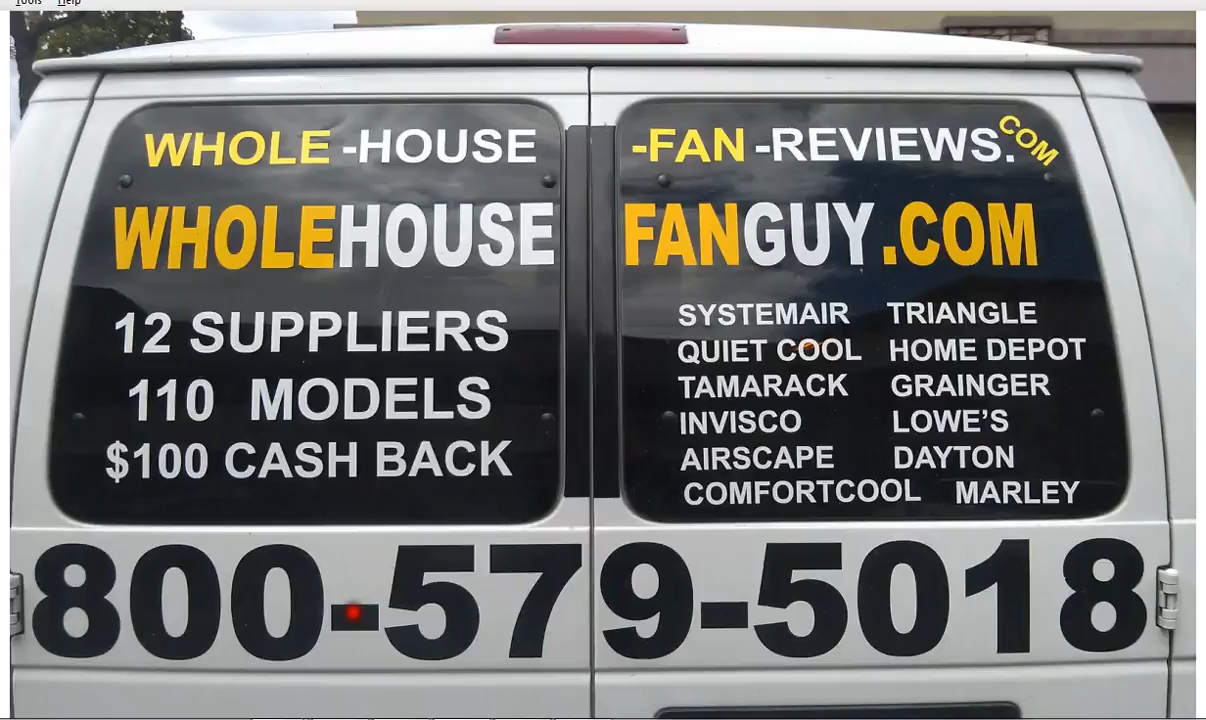 Tools Help
WHOLE-HOUSE -FAN-REVIEWS.COM
WHOLEHOUSE FANGUY.COM
12 SUPPLIERS
110 MODELS
$100 CASH BACK
SYSTEMAIR TRIANGLE
QUIET COOL HOME DEPOT
TAMARACK GRAINGER
INVISCO LOWE'S
AIRSCAPE DAYTON
COMFORTCOOL MARLEY
800-579-5018